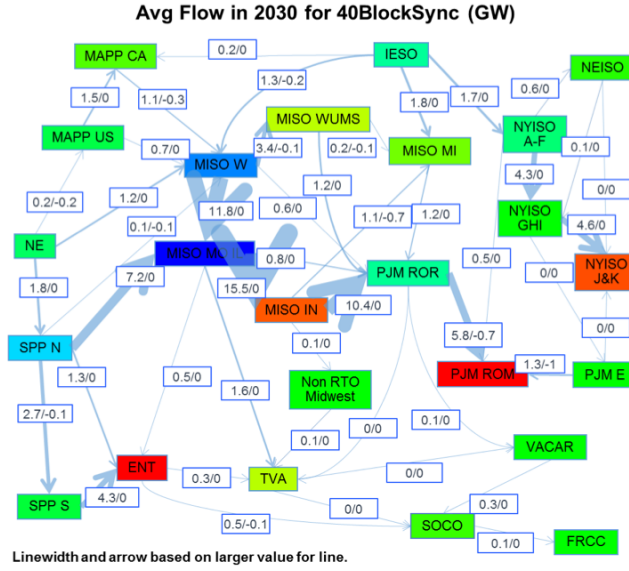 Avg Flow in 2030 for 40BlockSync (GW)
MAPP CA
0.2/0
IESO
NEISO
1.3/-0.2
1.5/0
1.1/-0.3
1.8/0
1.7/0
0.6/0
MISO WUMS
MAPP US
NYISO
A-F
0.7/0
3.4/-0.1
0.2/-0.1
MISO MI
0.1/0
MISO W
4.3/0
1.2/0
0/0
0.2/-0.2
1.2/0
11.8/0
0.6/0
1.1/-0.7
1.2/0
NYISO
GHI
4.6/0
0.1/-0.1
NE
MISO MO
0.8/0
0.5/0
7.2/0
PJM ROR
0/0
NYISO
J&K
1.8/0
15.5/0
MISO IN
10.4/0
0/0
SPP N
5.8/-0.7
0.1/0
1.3/-1
1.3/0
0.5/0
1.6/0
Non RTO
Midwest
PJM ROM
PJM E
2.7/-0.1
0.1/0
0/0
0.1/0
VACAR
ENT
0.3/0
TVA
0/0
SPP S
4.3/0
0/0
0.3/0
0.5/-0.1
SOCO
0.1/0
FRCC
Linewidth and arrow based on larger value for line.